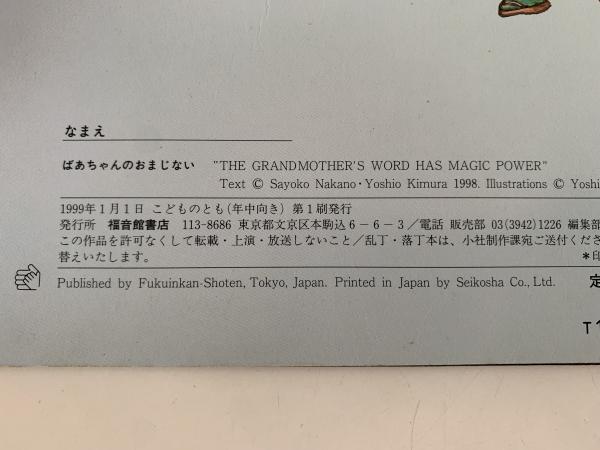 なまえ
ばあちゃんのおまじない "THE GRANDMOTHER'S WORD HAS MAGIC POWER"
Text © Sayoko Nakano・Yoshio Kimura 1998. Illustrations © Yoshi
1999年1月1日 こどものとも(年中向き) 第1刷発行
発行所 福音館書店 113-8686 東京都文京区本駒込6-6-3/電話 販売部 03(3942)1226 編集部
この作品を許可なくして転載・上演・放送しないこと/乱丁・落丁本は、小社制作課宛ご送付くださ
替えいたします。 *印
Published by Fukuinkan-Shoten, Tokyo, Japan. Printed in Japan by Seikosha Co., Ltd. 定
T1